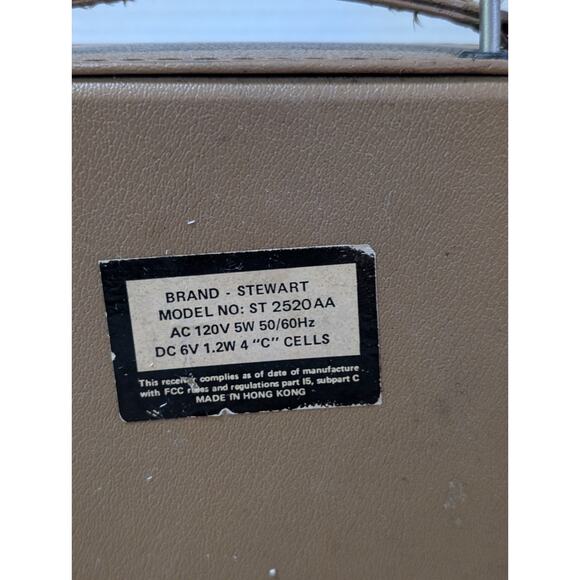 BRAND - STEWART
MODEL NO: ST 2520AA
AC 120V 5W 50/60Hz
DC 6V 1.2W 4 "C" CELLS
This receiver complies as of date of manufacture
with FCC rules and regulations part 15, subpart C
MADE IN HONG KONG